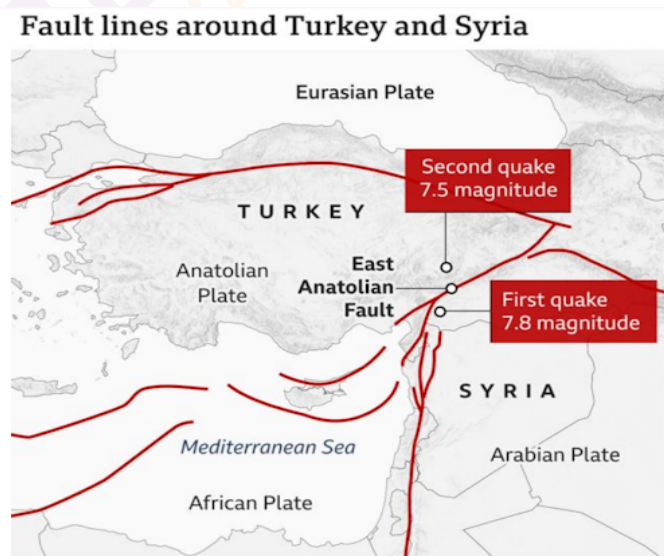 Fault lines around Turkey and Syria
Eurasian Plate
Second quake
7.5 magnitude
TURKEY
Anatolian
Plate
East
Anatolian
Fault
First quake
7.8 magnitude
SYRIA
Mediterranean Sea
Arabian Plate
African Plate